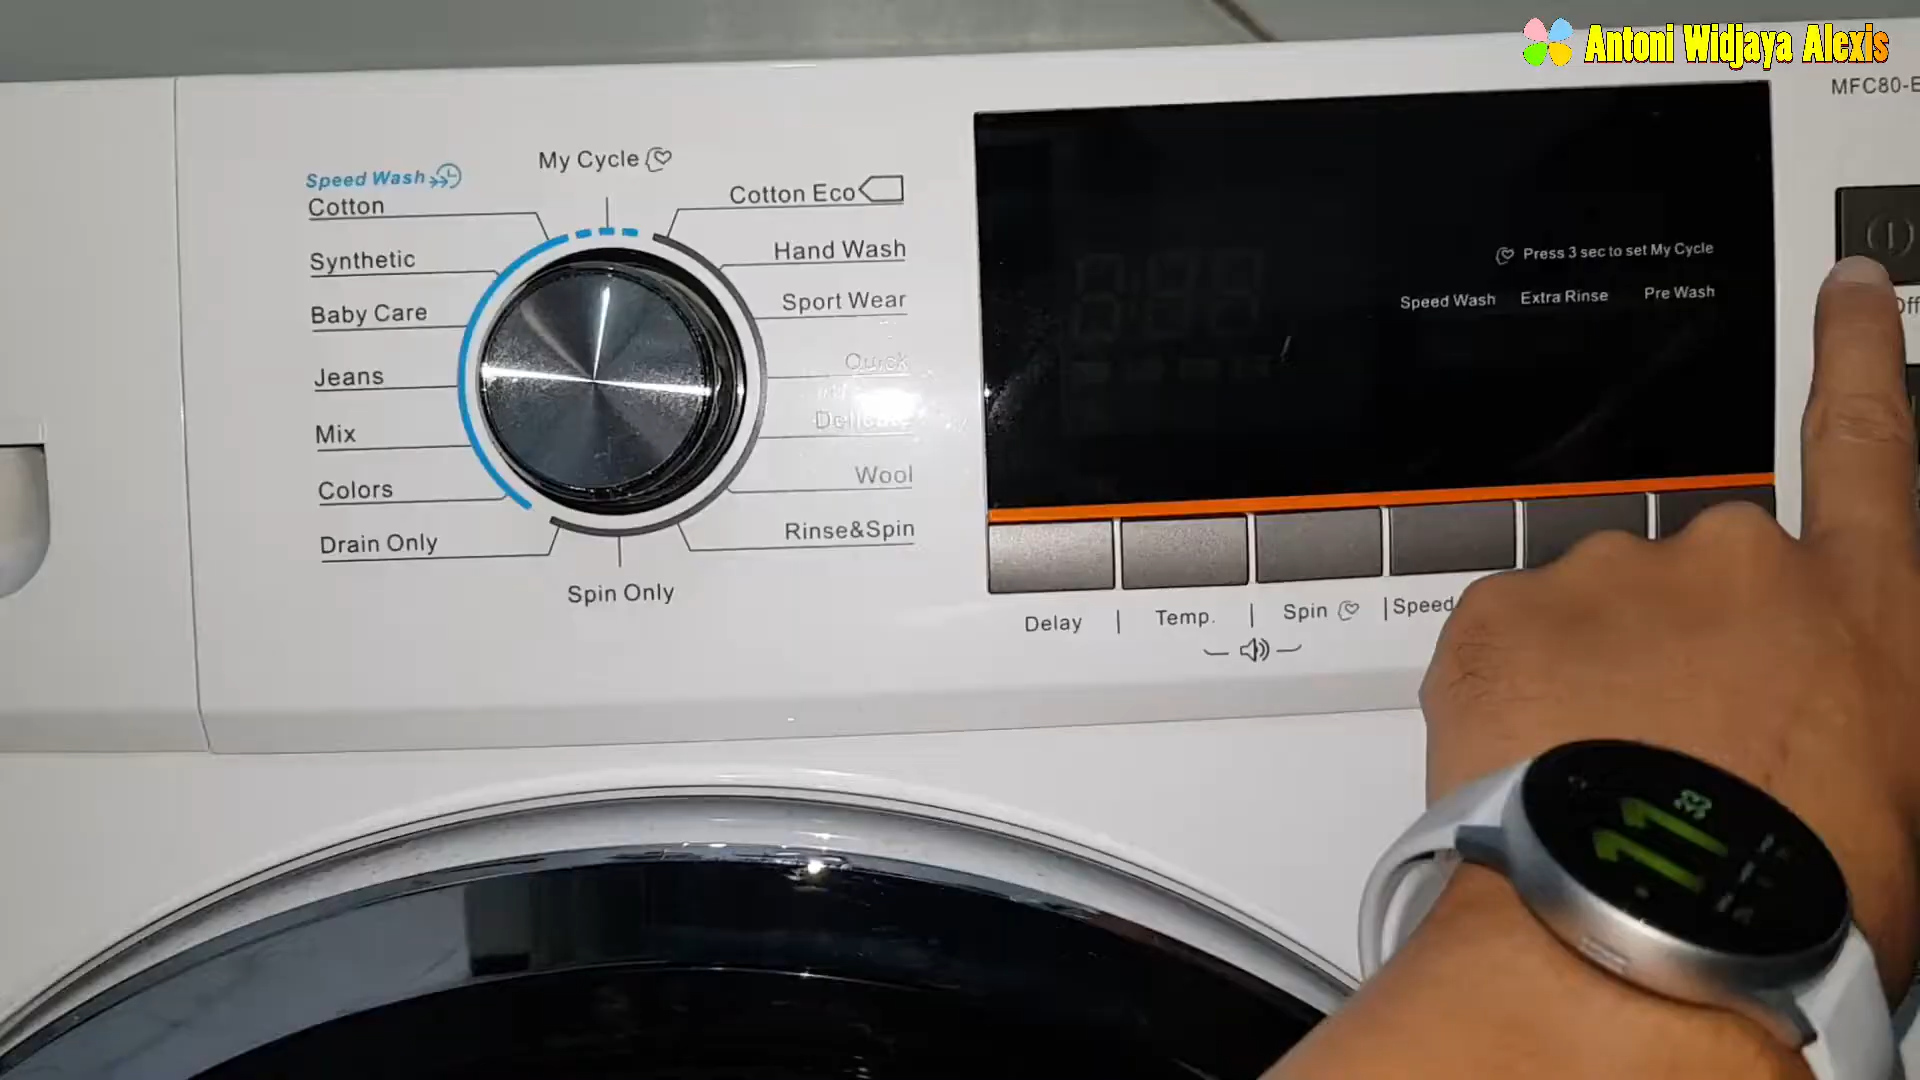 Antoni Widjaya Alexis
MFC80-E
My Cycle
Speed Wash
Cotton
Synthetic
Baby Care
Jeans
Mix
Colors
Drain Only
Spin Only
Cotton Eco
Hand Wash
Sport Wear
Quick
Delicate
Wool
Rinse&Spin
Press 3 sec to set My Cycle
Speed Wash Extra Rinse Pre Wash
Delay | Temp. | Spin | Speed
11